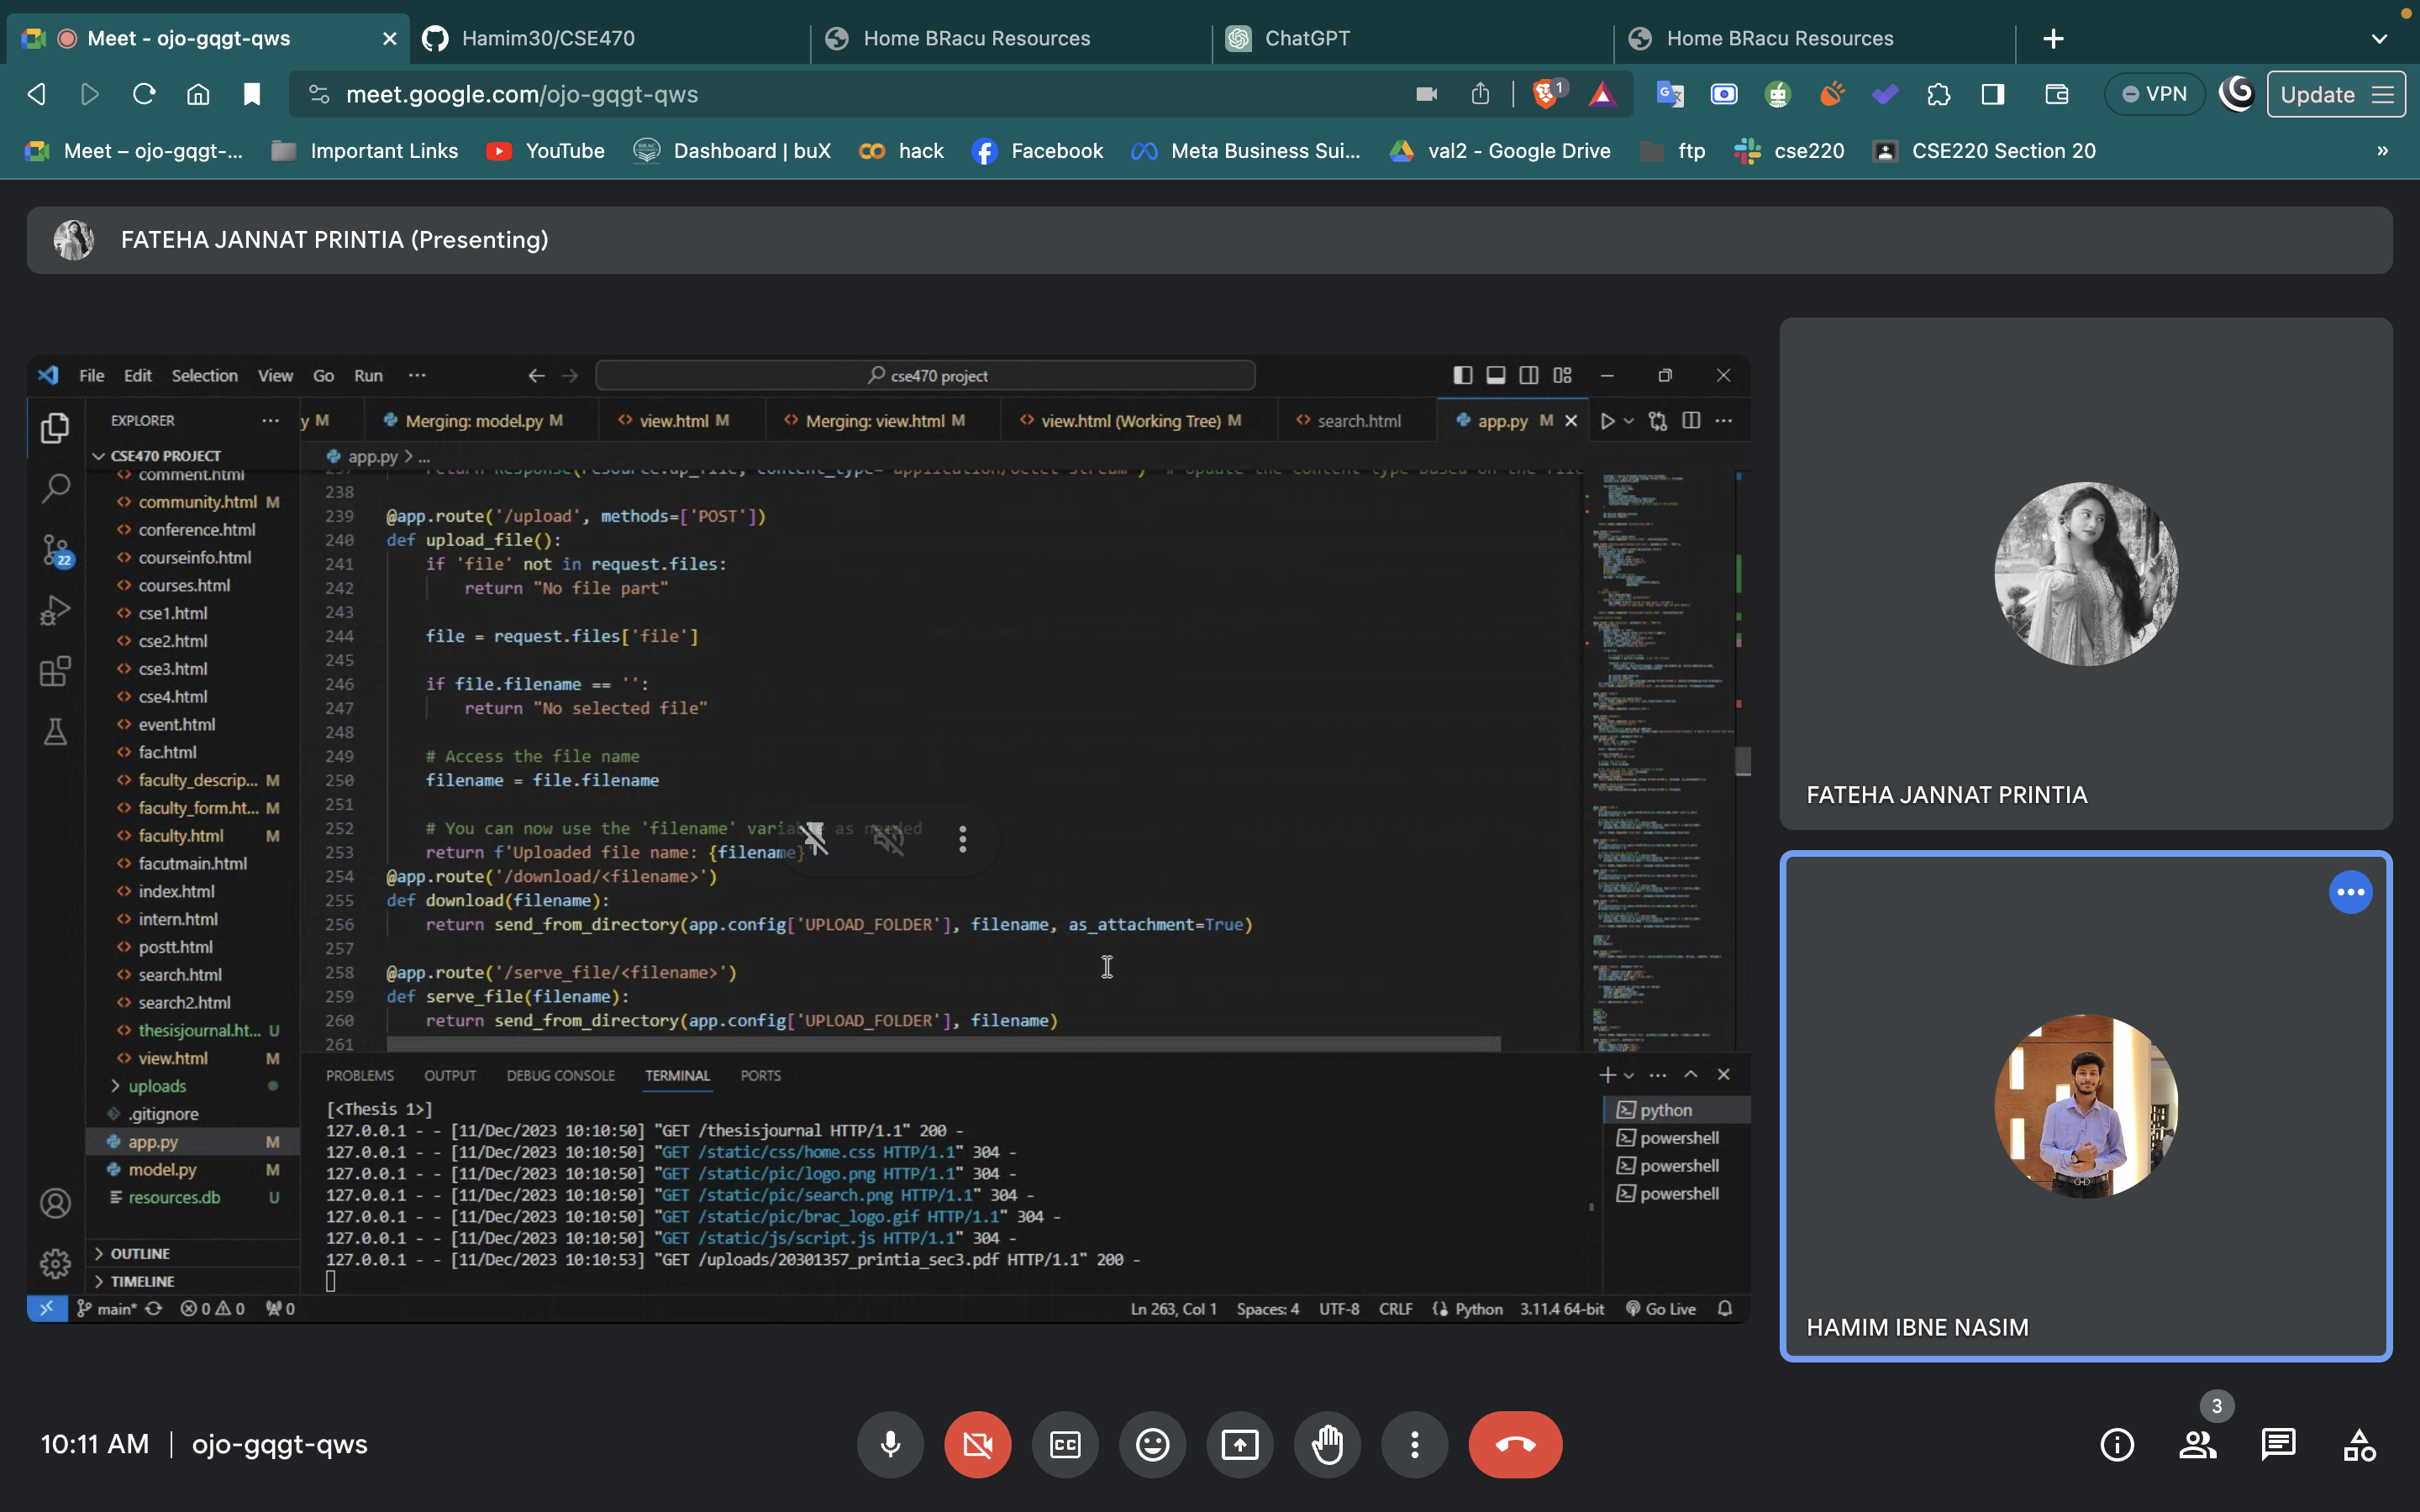 Meet - ojo-gqgt-qws
Hamim30/CSE470
Home BRacu Resources
ChatGPT
Home BRacu Resources
meet.google.com/ojo-gqgt-qws
1
VPN
Update
Meet – ojo-gqgt-...
Important Links
YouTube
Dashboard | buX
hack
Facebook
Meta Business Sui...
val2 - Google Drive
ftp
cse220
CSE220 Section 20
»
FATEHA JANNAT PRINTIA (Presenting)
File Edit Selection View Go Run ···
cse470 project
EXPLORER
y M
Merging: model.py M
view.html M
Merging: view.html M
view.html (Working Tree) M
search.html
app.py M
CSE470 PROJECT
comment.html
community.html M
conference.html
courseinfo.html
courses.html
cse1.html
cse2.html
cse3.html
cse4.html
event.html
fac.html
faculty_descrip... M
faculty_form.ht... M
faculty.html M
facutmain.html
index.html
intern.html
postt.html
search.html
search2.html
thesisjournal.ht... U
view.html M
uploads
.gitignore
app.py M
model.py M
resources.db U
OUTLINE
TIMELINE
22
app.py > ...
238
239 @app.route('/upload', methods=['POST'])
240 def upload_file():
241 if 'file' not in request.files:
242 return "No file part"
243
244 file = request.files['file']
245
246 if file.filename == '':
247 return "No selected file"
248
249 # Access the file name
250 filename = file.filename
251
252 # You can now use the 'filename' variable as needed
253 return f'Uploaded file name: {filename}'
254 @app.route('/download/<filename>')
255 def download(filename):
256 return send_from_directory(app.config['UPLOAD_FOLDER'], filename, as_attachment=True)
257
258 @app.route('/serve_file/<filename>')
259 def serve_file(filename):
260 return send_from_directory(app.config['UPLOAD_FOLDER'], filename)
261
PROBLEMS OUTPUT DEBUG CONSOLE TERMINAL PORTS
[<Thesis 1>]
127.0.0.1 - - [11/Dec/2023 10:10:50] "GET /thesisjournal HTTP/1.1" 200 -
127.0.0.1 - - [11/Dec/2023 10:10:50] "GET /static/css/home.css HTTP/1.1" 304 -
127.0.0.1 - - [11/Dec/2023 10:10:50] "GET /static/pic/logo.png HTTP/1.1" 304 -
127.0.0.1 - - [11/Dec/2023 10:10:50] "GET /static/pic/search.png HTTP/1.1" 304 -
127.0.0.1 - - [11/Dec/2023 10:10:50] "GET /static/pic/brac_logo.gif HTTP/1.1" 304 -
127.0.0.1 - - [11/Dec/2023 10:10:50] "GET /static/js/script.js HTTP/1.1" 304 -
127.0.0.1 - - [11/Dec/2023 10:10:53] "GET /uploads/20301357_printia_sec3.pdf HTTP/1.1" 200 -
python
powershell
powershell
powershell
main* 0 0 0
Ln 263, Col 1 Spaces: 4 UTF-8 CRLF Python 3.11.4 64-bit Go Live
FATEHA JANNAT PRINTIA
HAMIM IBNE NASIM
10:11 AM | ojo-gqgt-qws
CC
3